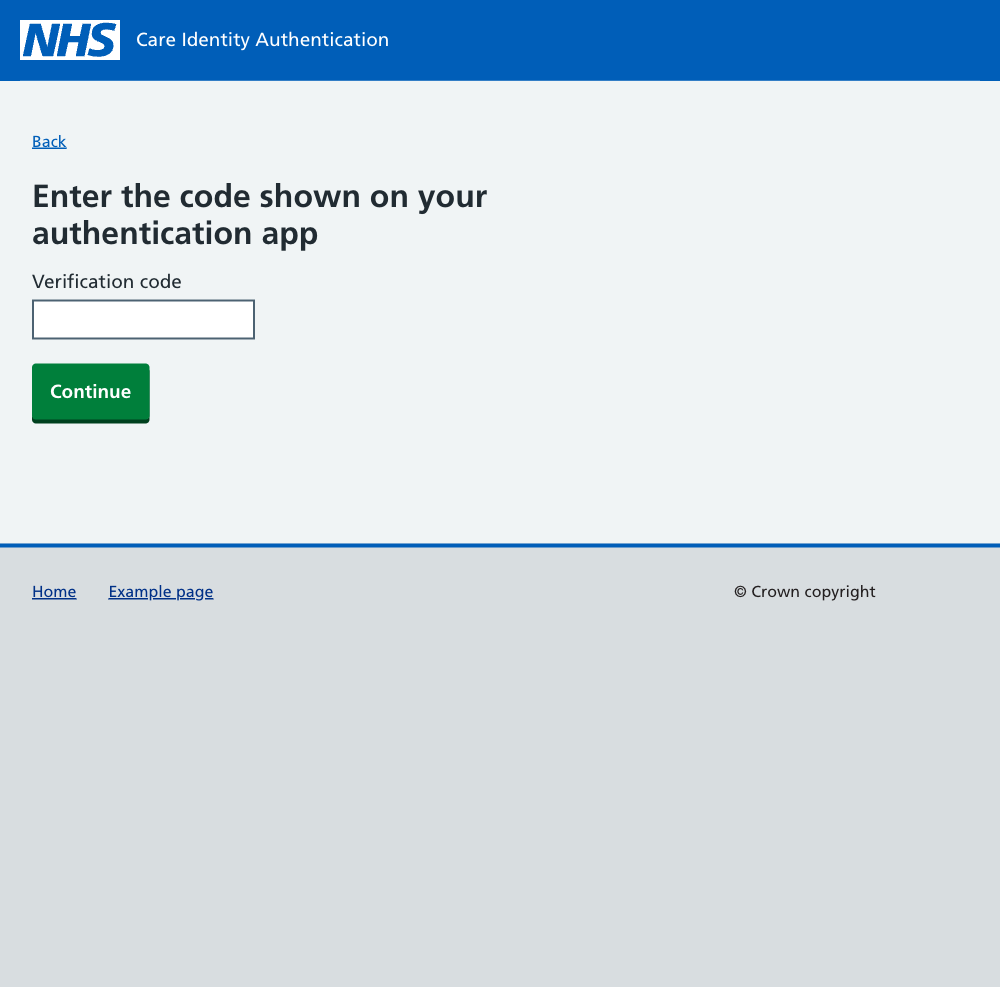 NHS Care Identity Authentication
Back
Enter the code shown on your
authentication app
Verification code
Continue
Home Example page © Crown copyright